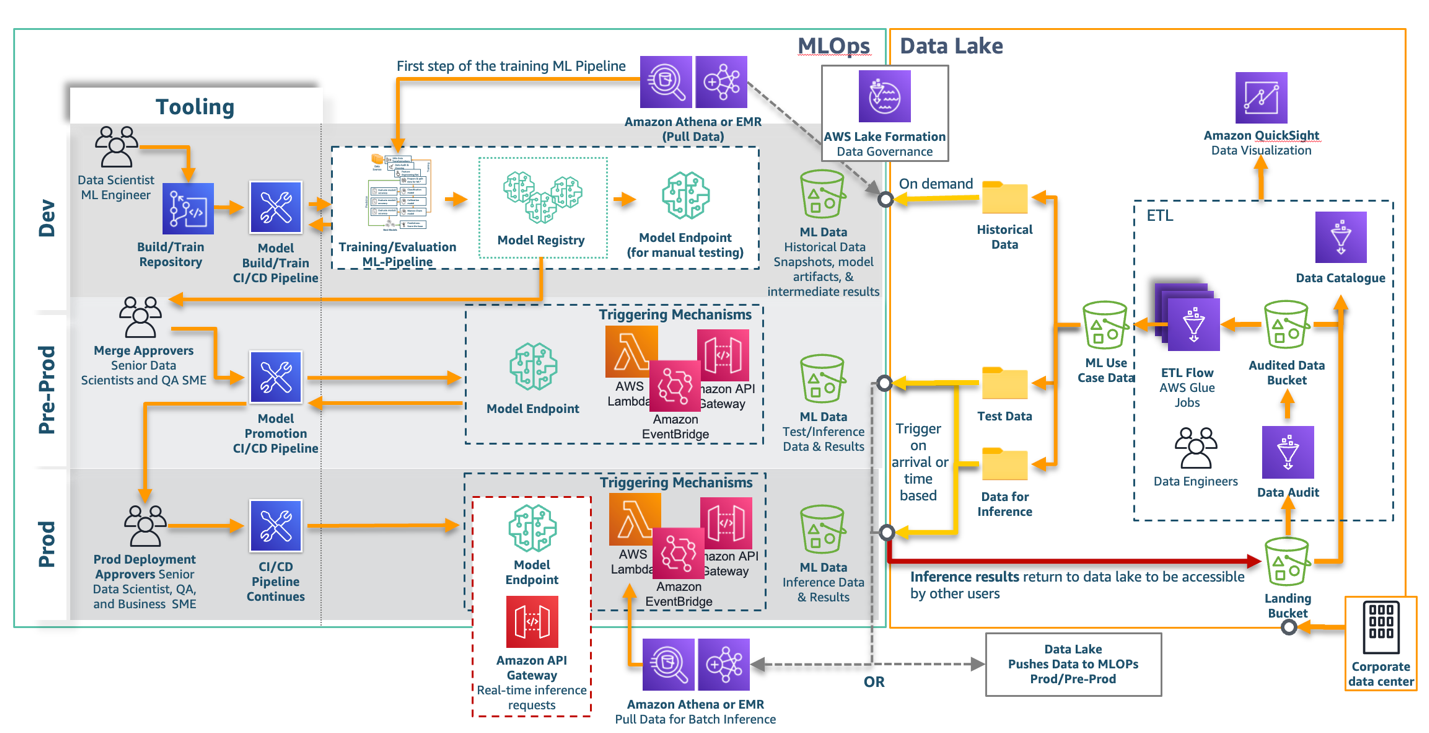 MLOps
Data Lake
First step of the training ML Pipeline
Amazon Athena or EMR
(Pull Data)
AWS Lake Formation
Data Governance
Amazon QuickSight
Data Visualization
Tooling
Dev
Data Scientist
ML Engineer
Build/Train
Repository
Model
Build/Train
CI/CD Pipeline
Training/Evaluation
ML-Pipeline
Model Registry
Model Endpoint
(for manual testing)
ML Data
Historical Data
Snapshots, model
artifacts, &
intermediate results
On demand
Historical
Data
ETL
Data Catalogue
Pre-Prod
Merge Approvers
Senior Data
Scientists and QA SME
Model
Promotion
CI/CD Pipeline
Triggering Mechanisms
Model Endpoint
AWS
Lambda
Amazon API
Gateway
Amazon
EventBridge
ML Data
Test/Inference
Data & Results
Test Data
Trigger
on
arrival or
time
based
Data for
Inference
ML Use
Case Data
ETL Flow
AWS Glue
Jobs
Audited Data
Bucket
Data Engineers
Data Audit
Prod
Prod Deployment
Approvers Senior
Data Scientist, QA,
and Business SME
CI/CD
Pipeline
Continues
Triggering Mechanisms
Model
Endpoint
Amazon API
Gateway
Real-time inference
requests
AWS
Lambda
Amazon API
Gateway
Amazon
EventBridge
ML Data
Inference Data
& Results
Inference results return to data lake to be accessible
by other users
Landing
Bucket
Corporate
data center
Amazon Athena or EMR
Pull Data for Batch Inference
OR
Data Lake
Pushes Data to MLOPs
Prod/Pre-Prod